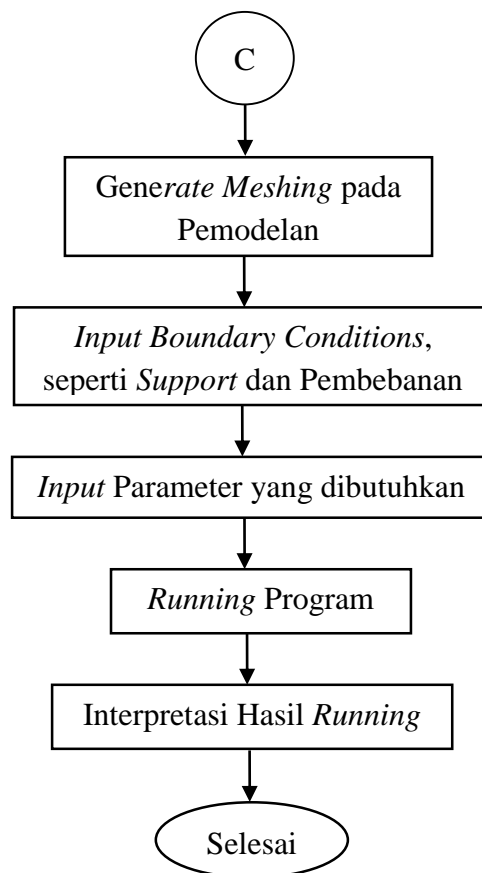 C
Generate Meshing pada
Pemodelan
Input Boundary Conditions,
seperti Support dan Pembebanan
Input Parameter yang dibutuhkan
Running Program
Interpretasi Hasil Running
Selesai